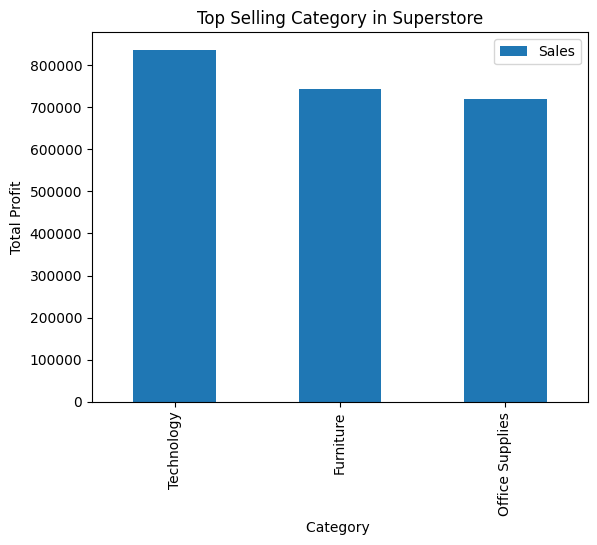 Top Selling Category in Superstore
Sales
Total Profit
800000
700000
600000
500000
400000
300000
200000
100000
0
Technology
Furniture
Office Supplies
Category